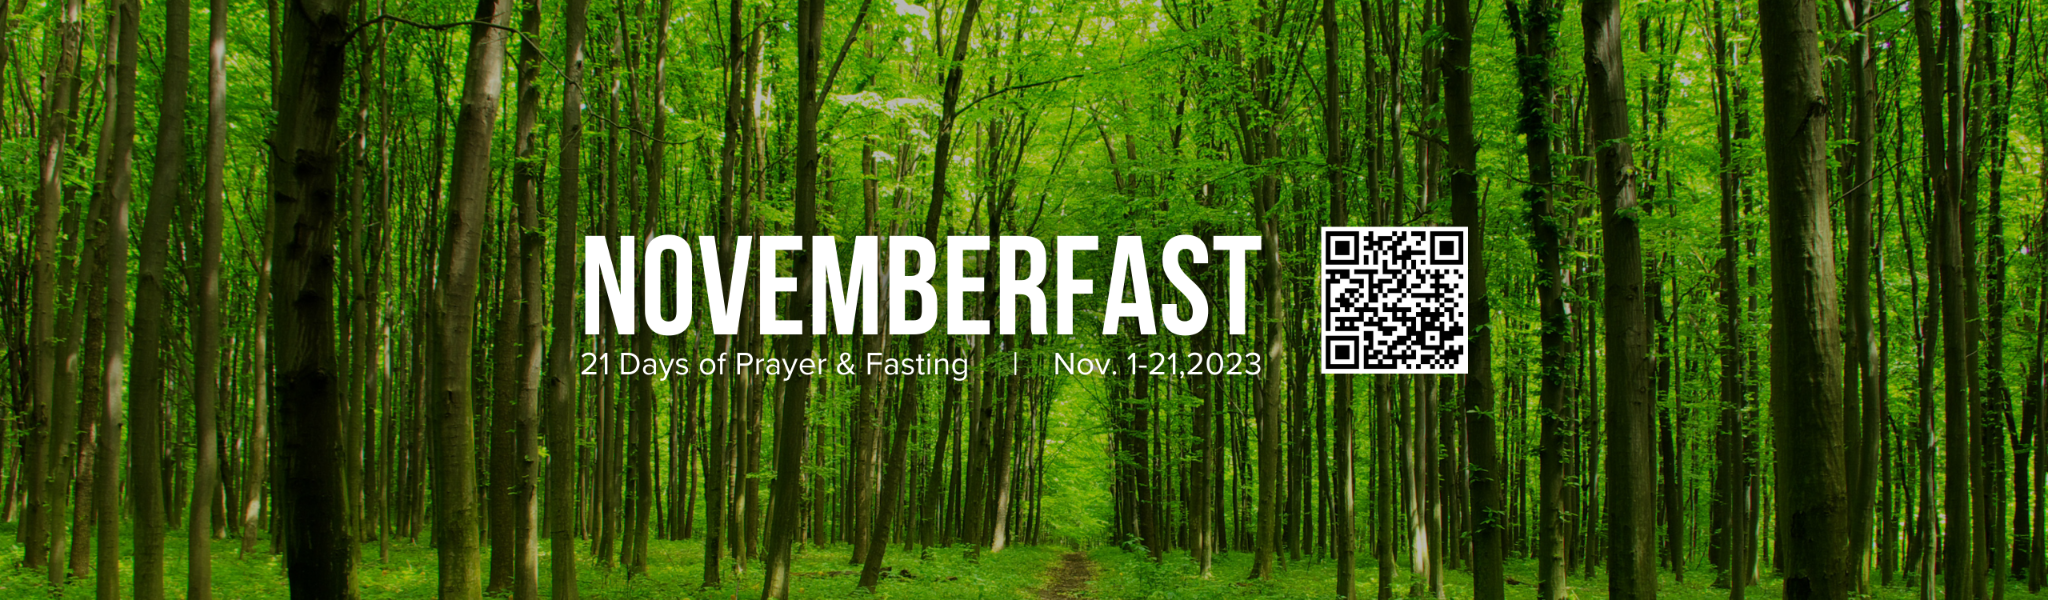 NOVEMBERFAST
21 Days of Prayer & Fasting | Nov. 1-21,2023